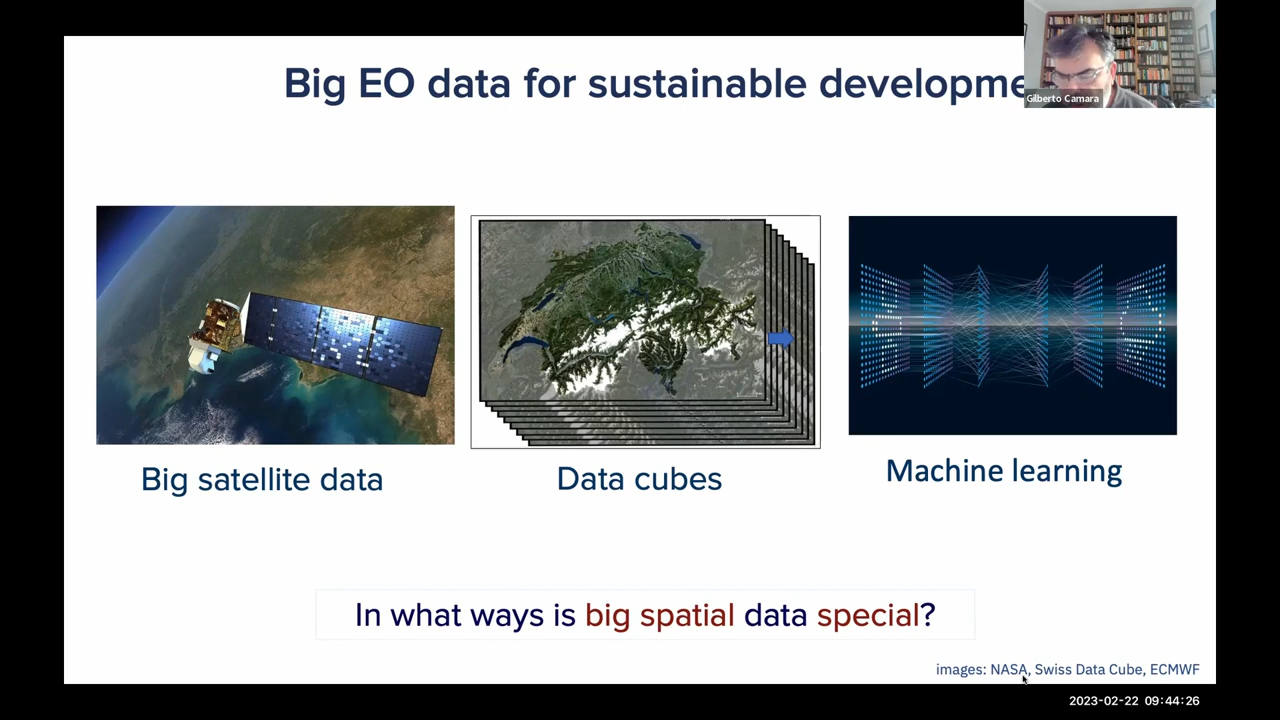 Big EO data for sustainable developme
Gilberto Camara
Big satellite data
Data cubes
Machine learning
In what ways is big spatial data special?
images: NASA, Swiss Data Cube, ECMWF
2023-02-22 09:44:26